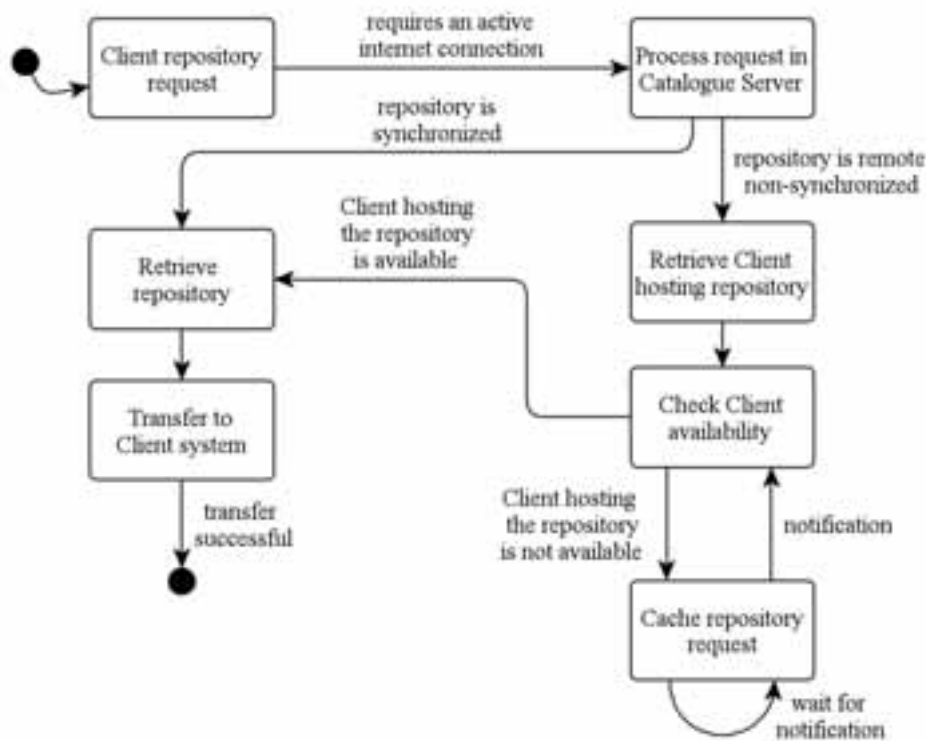 requires an active
internet connection
Client repository
request
Process request in
Catalogue Server
repository is
synchronized
repository is remote
non-synchronized
Client hosting
the repository
is available
Retrieve
repository
Retrieve Client
hosting repository
Transfer to
Client system
Check Client
availability
transfer
successful
Client hosting
the repository
is not available
notification
Cache repository
request
wait for
notification